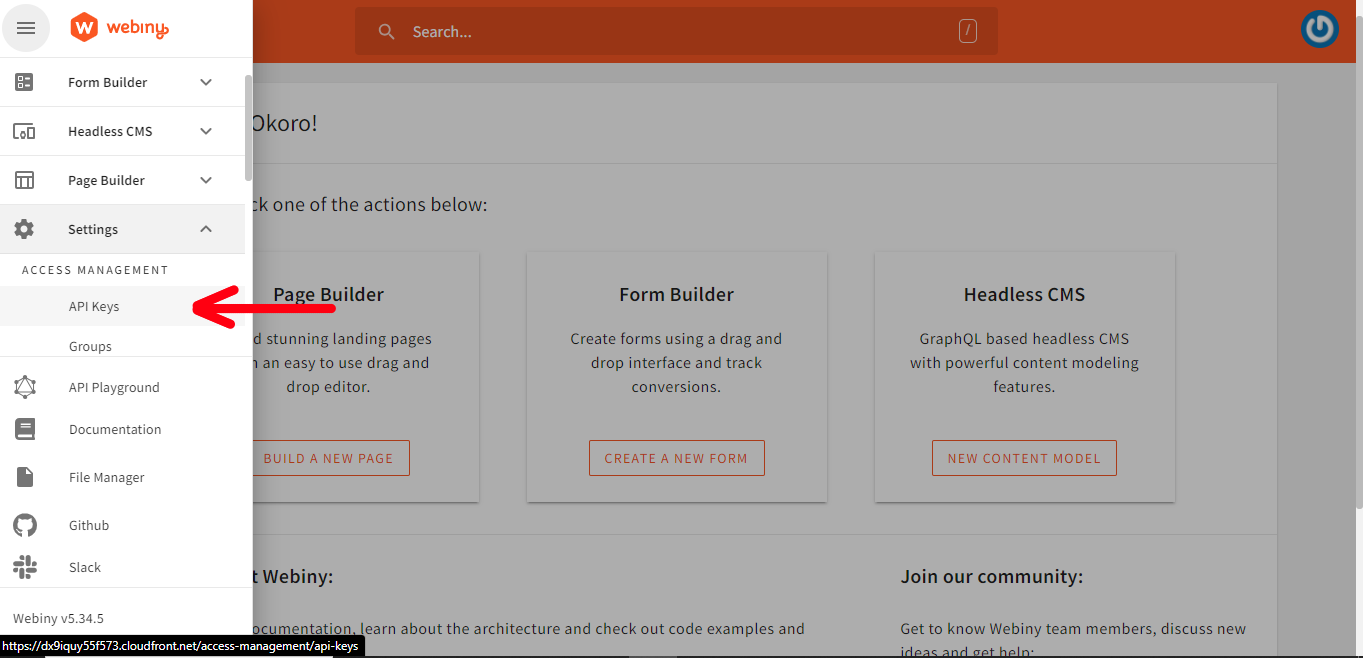 webiny
Search...
/
Form Builder
Headless CMS
Page Builder
Settings
ACCESS MANAGEMENT
API Keys
Groups
API Playground
Documentation
File Manager
Github
Slack
Webiny v5.34.5
https://dx9iquy55f573.cloudfront.net/access-management/api-keys
Okoro!
ck one of the actions below:
Page Builder
d stunning landing pages
an easy to use drag and
drop editor.
BUILD A NEW PAGE
Form Builder
Create forms using a drag and
drop interface and track
conversions.
CREATE A NEW FORM
Headless CMS
GraphQL based headless CMS
with powerful content modeling
features.
NEW CONTENT MODEL
t Webiny:
ocumentation, learn about the architecture and check out code examples and
Join our community:
Get to know Webiny team members, discuss new
ideas and get help: